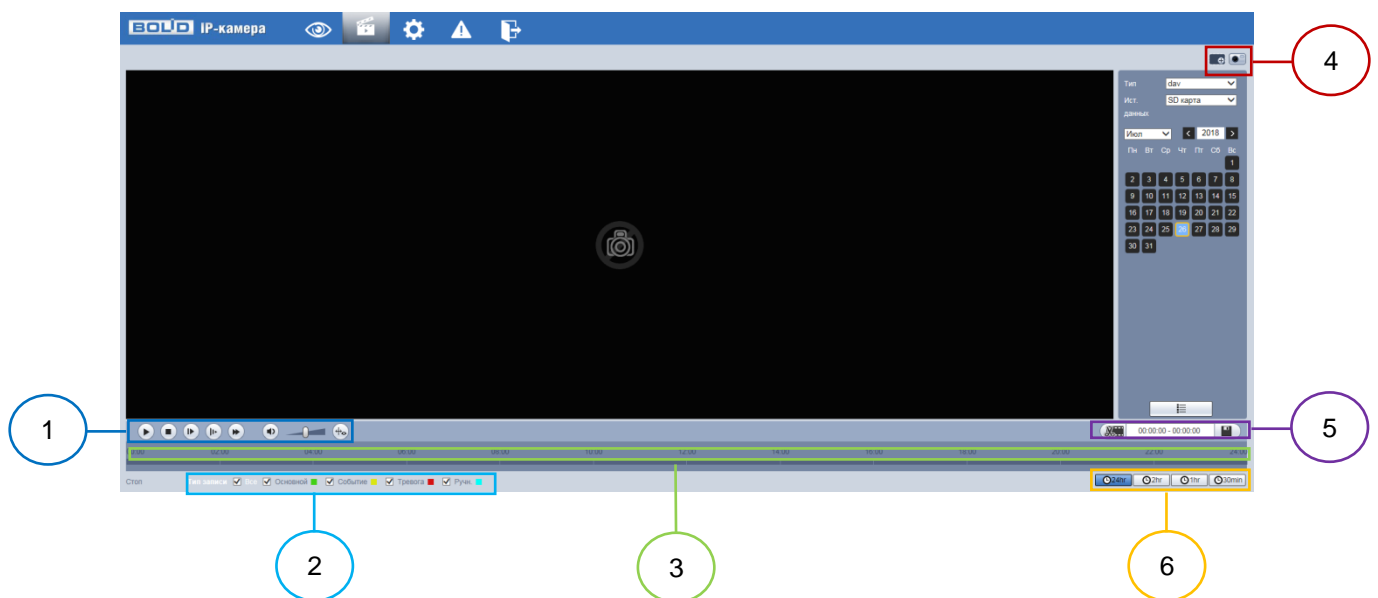 BOLID IP-камера
4
Тип dav
Ист. данных SD карта
Июл 2018
Пн Вт Ср Чт Пт Сб Вс
1
2 3 4 5 6 7 8
9 10 11 12 13 14 15
16 17 18 19 20 21 22
23 24 25 26 27 28 29
30 31
1
00:00:00 - 00:00:00
5
0:00 02:00 04:00 06:00 08:00 10:00 12:00 14:00 16:00 18:00 20:00 22:00 24:00
Стоп Тип записи Все Основной Событие Тревога Ручн.
24hr 2hr 1hr 30min
2
3
6